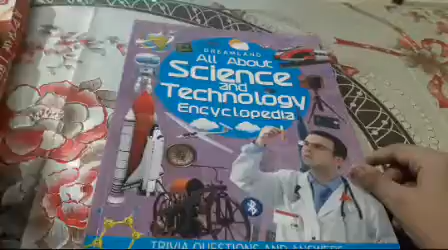 DREAMLAND
All About
Science
and
Technology
Encyclopedia
TRIVIA QUESTIONS AND ANSWERS